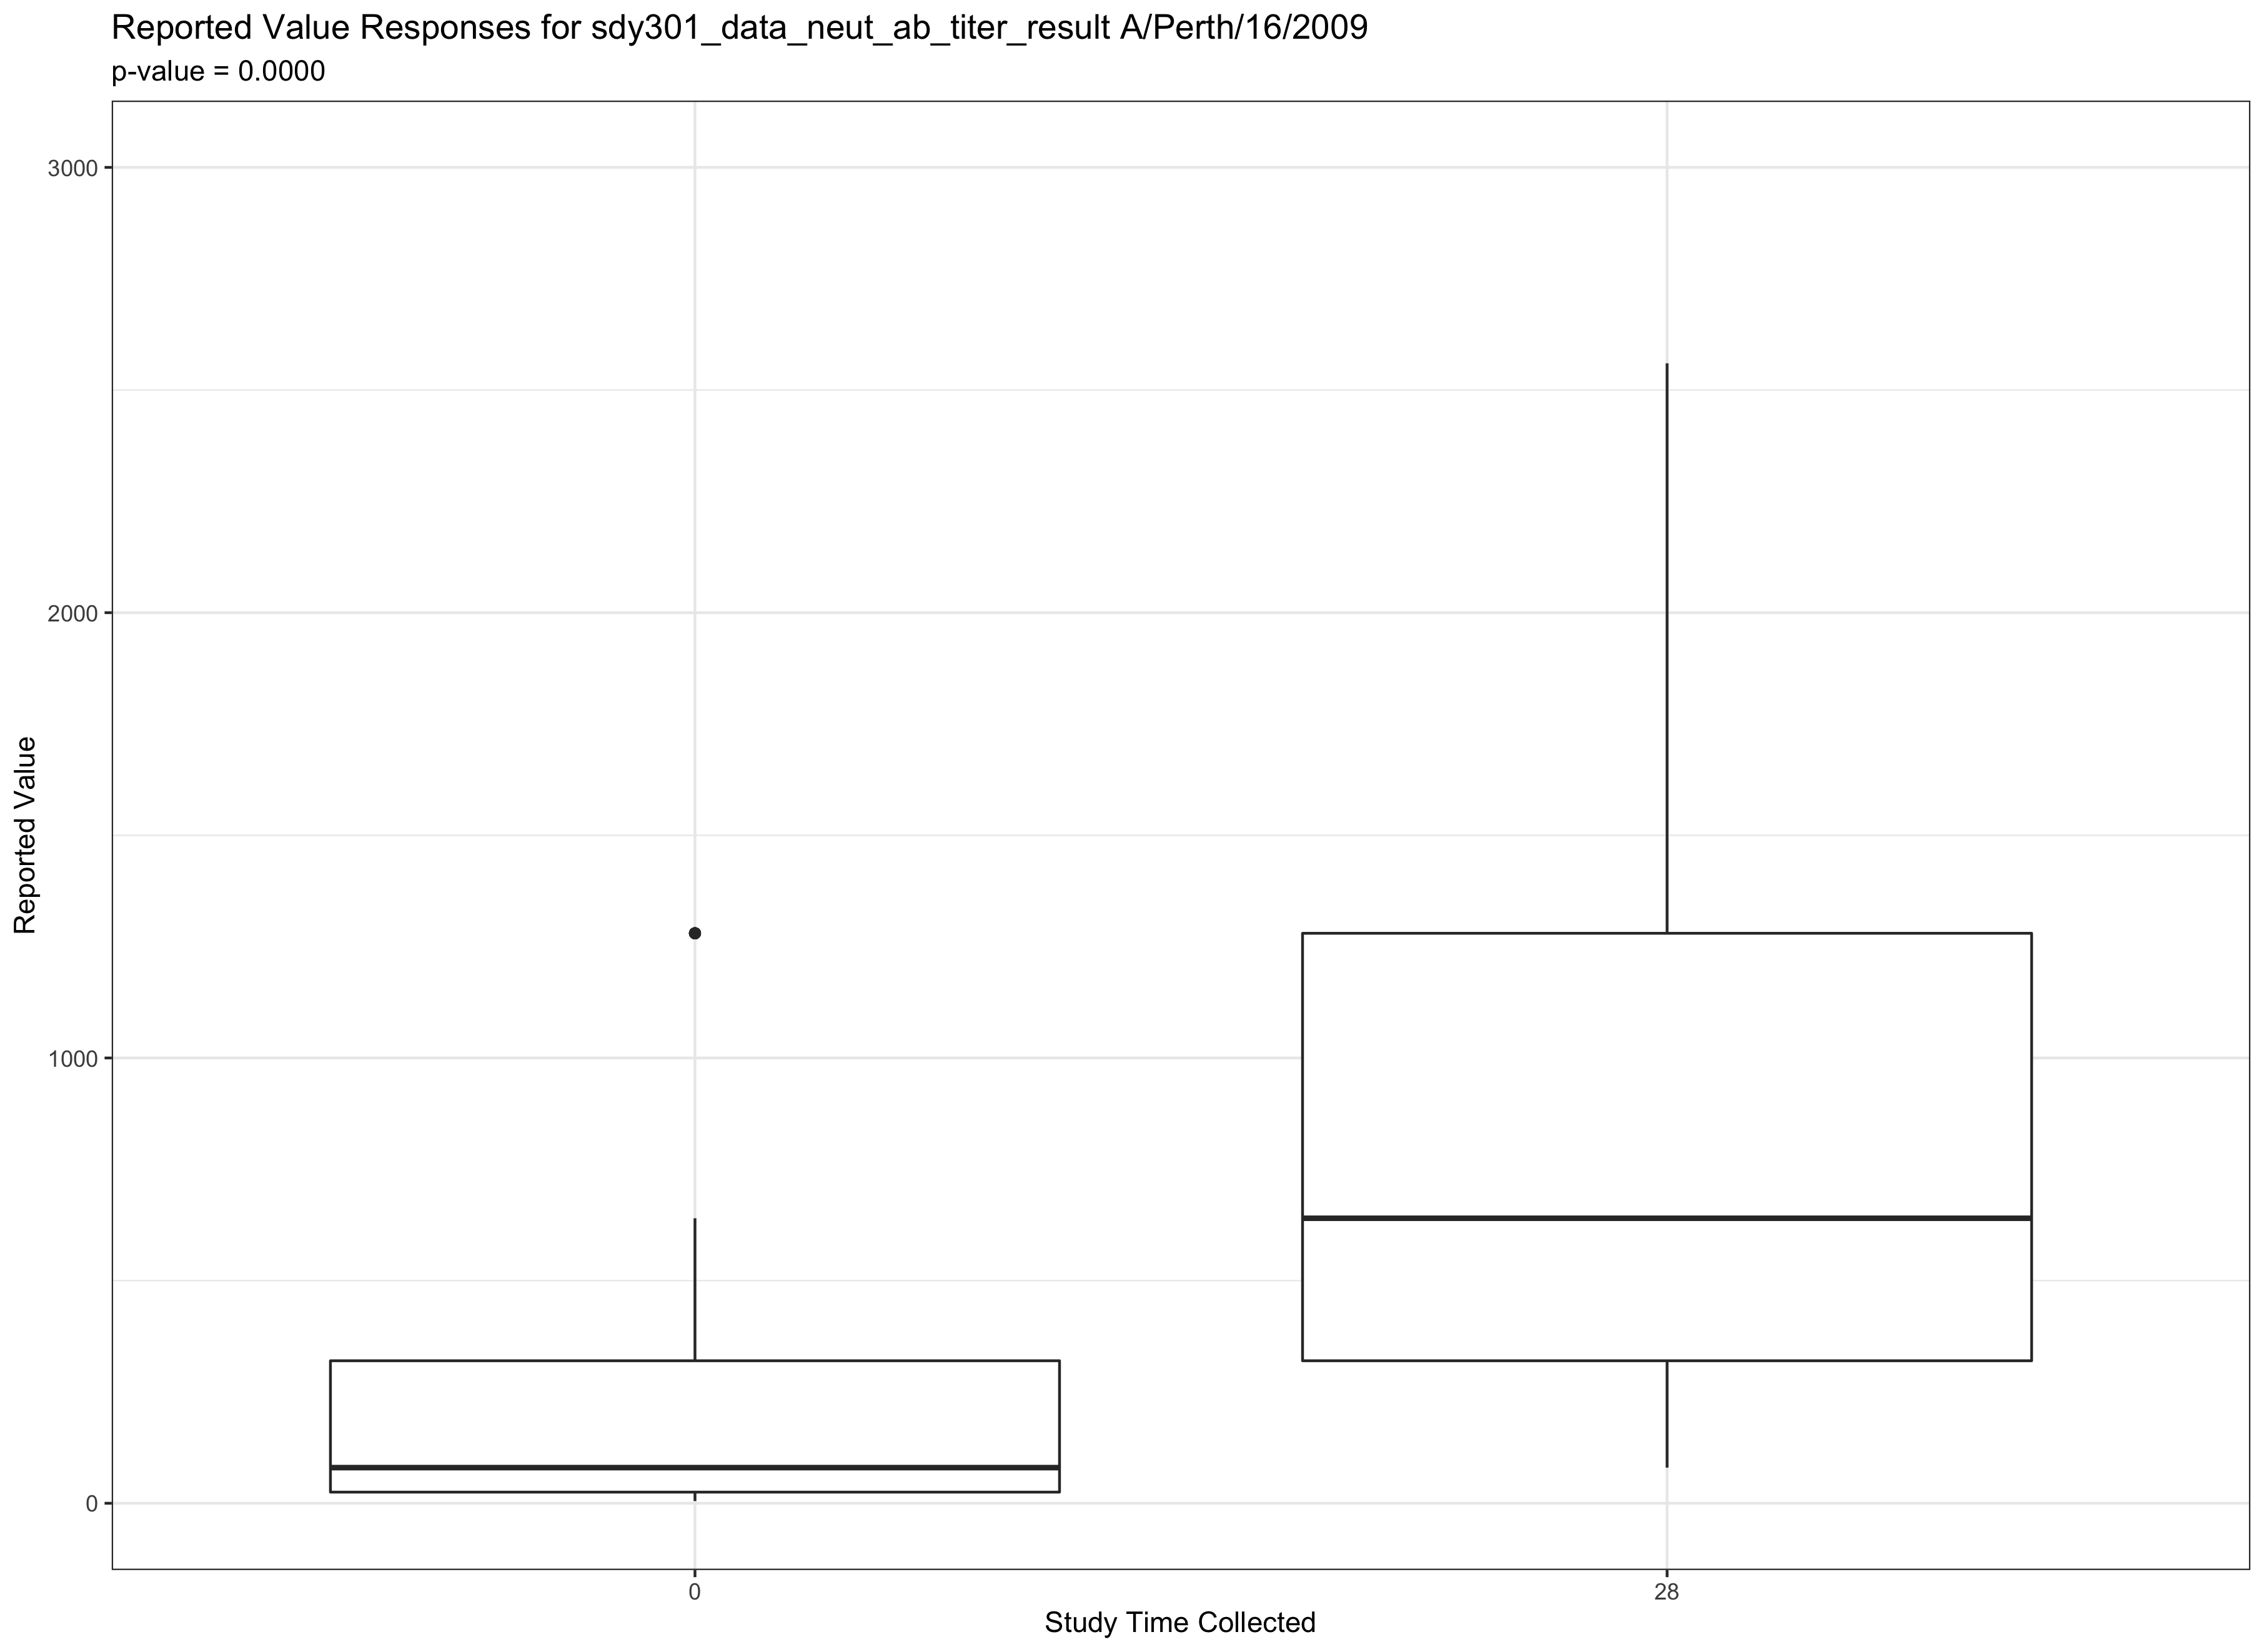 Reported Value Responses for sdy301_data_neut_ab_titer_result A/Perth/16/2009
p-value = 0.0000
3000
2000
1000
0
Reported Value
0
28
Study Time Collected